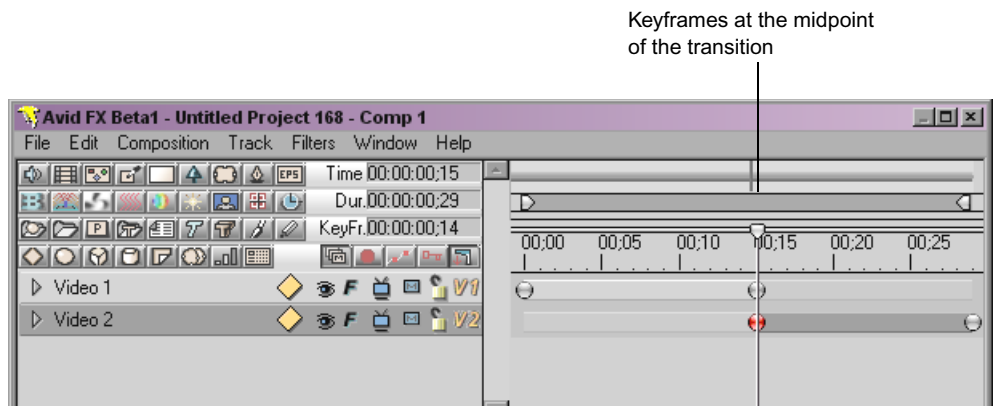 Keyframes at the midpoint
of the transition
Avid FX Beta1 - Untitled Project 168 - Comp 1
File Edit Composition Track Filters Window Help
EPS Time 00:00:00;15
Dur. 00:00:00;29
P T T KeyFr. 00:00:00;14
00;00 00;05 00;10 00;15 00;20 00;25
Video 1 F M V1
Video 2 F M V2